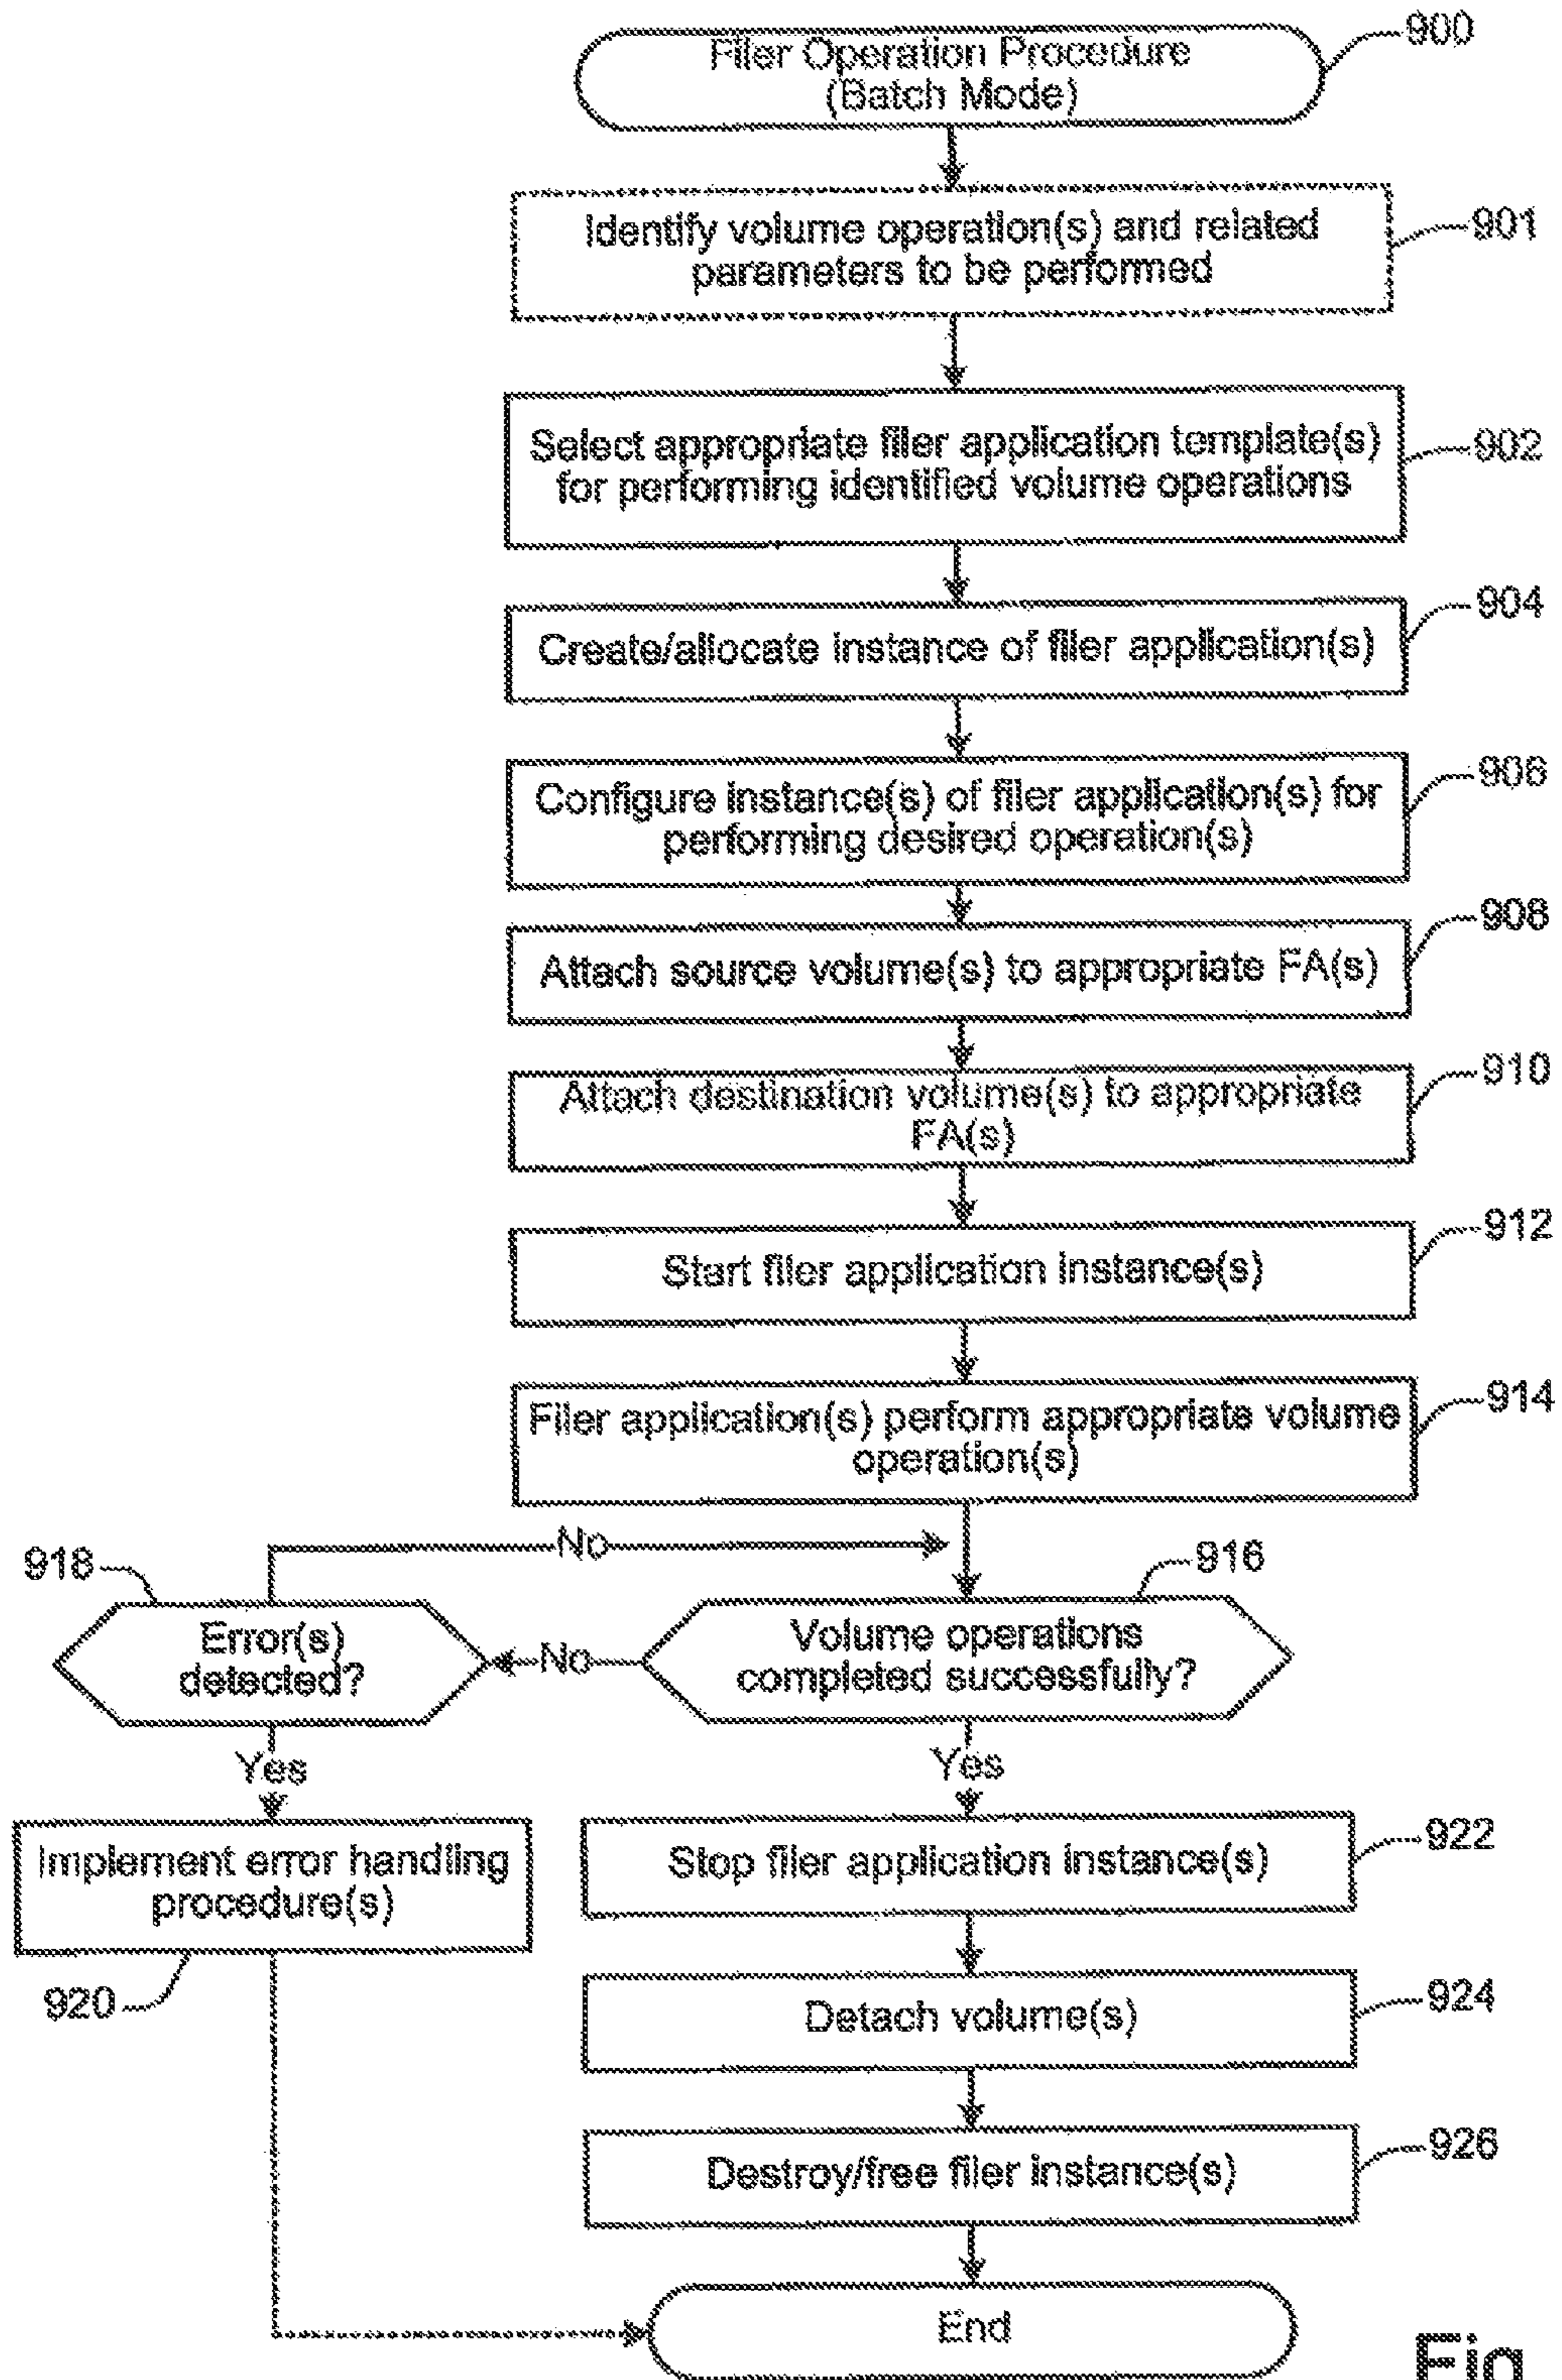 Filer Operation Procedure
(Batch Mode)
900
Identify volume operation(s) and related
parameters to be performed
901
Select appropriate filer application template(s)
for performing identified volume operations
902
Create/allocate instance of filer application(s)
904
Configure instance(s) of filer application(s) for
performing desired operation(s)
906
Attach source volume(s) to appropriate FA(s)
908
Attach destination volume(s) to appropriate
FA(s)
910
Start filer application instance(s)
912
Filer application(s) perform appropriate volume
operation(s)
914
No
918
916
Error(s)
detected?
No
Volume operations
completed successfully?
Yes
Yes
Implement error handling
procedure(s)
920
Stop filer application instance(s)
922
Detach volume(s)
924
Destroy/free filer instance(s)
926
End
Fig